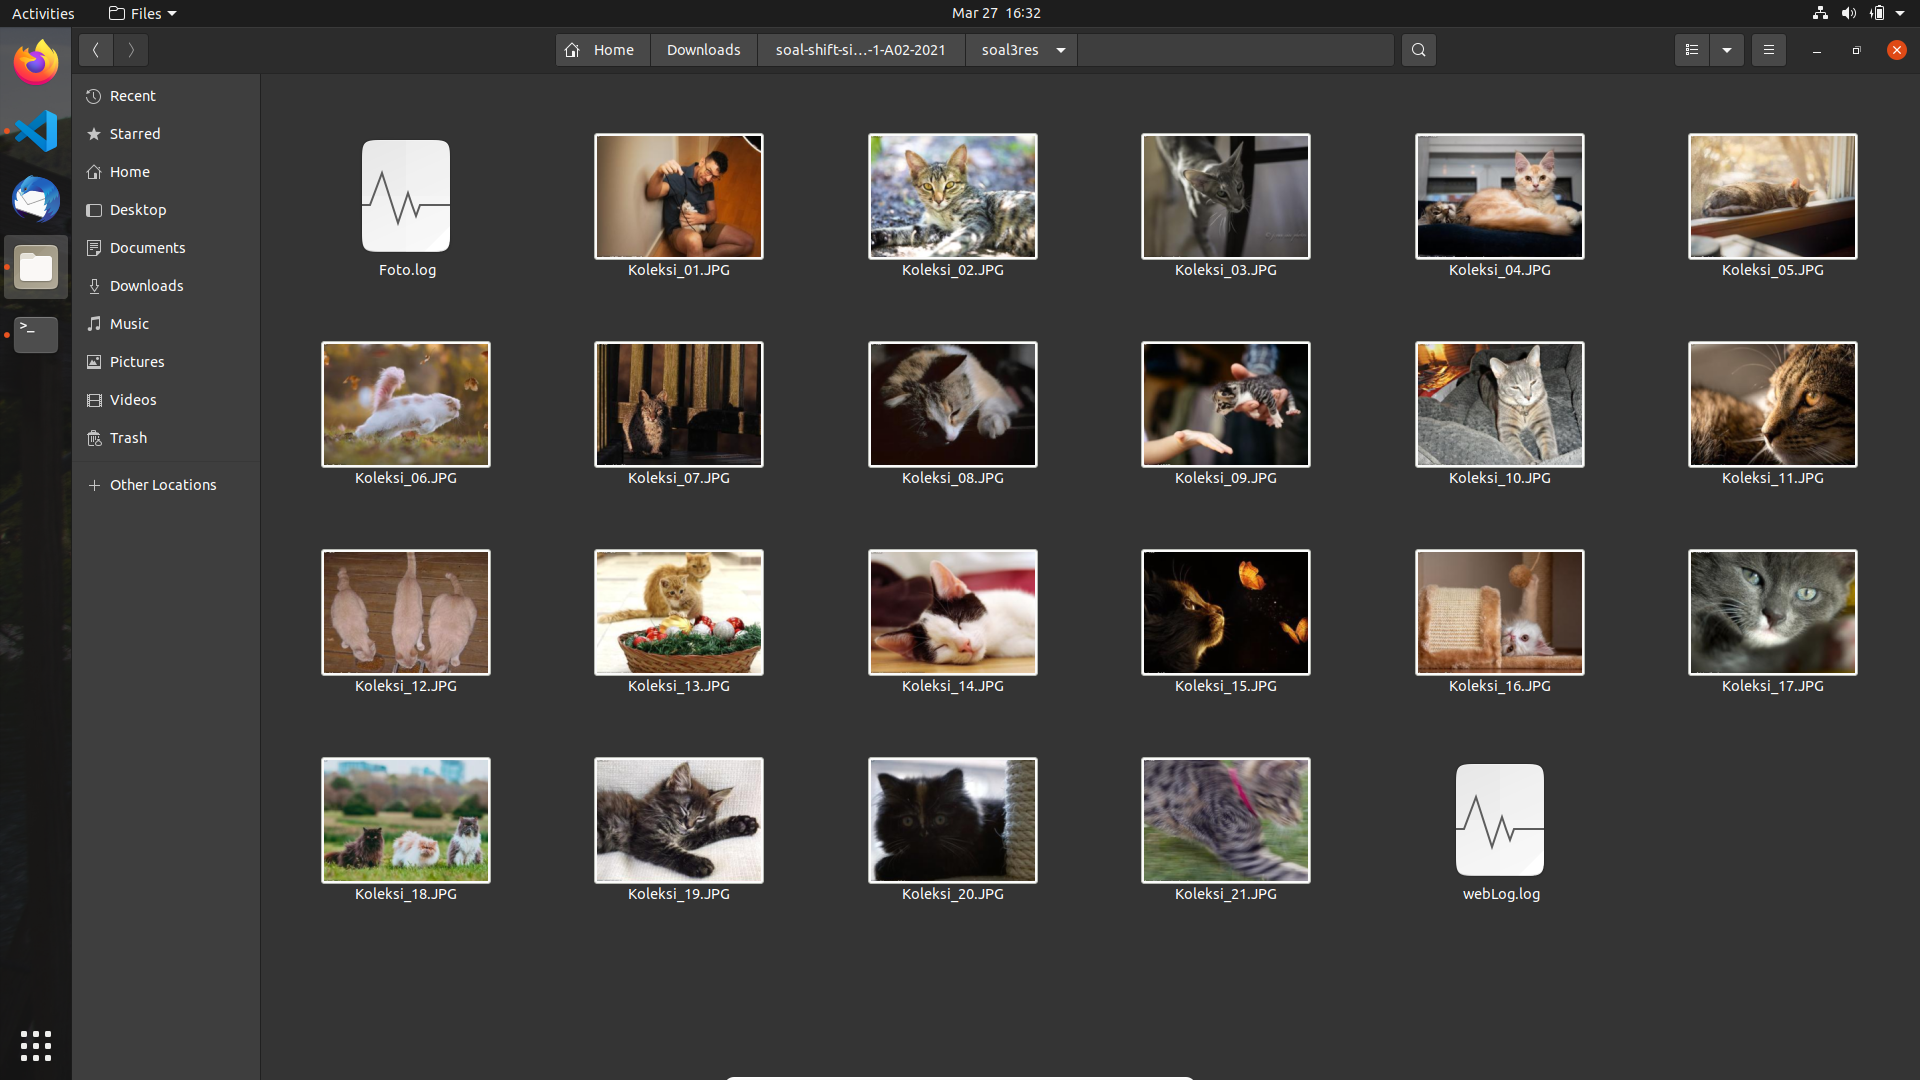 Activities
Files
Mar 27 16:32
Home
Downloads
soal-shift-si...-1-A02-2021
soal3res
Recent
Starred
Home
Desktop
Documents
Downloads
Music
Pictures
Videos
Trash
Other Locations
Foto.log
Koleksi_01.JPG
Koleksi_02.JPG
Koleksi_03.JPG
Koleksi_04.JPG
Koleksi_05.JPG
Koleksi_06.JPG
Koleksi_07.JPG
Koleksi_08.JPG
Koleksi_09.JPG
Koleksi_10.JPG
Koleksi_11.JPG
Koleksi_12.JPG
Koleksi_13.JPG
Koleksi_14.JPG
Koleksi_15.JPG
Koleksi_16.JPG
Koleksi_17.JPG
Koleksi_18.JPG
Koleksi_19.JPG
Koleksi_20.JPG
Koleksi_21.JPG
webLog.log